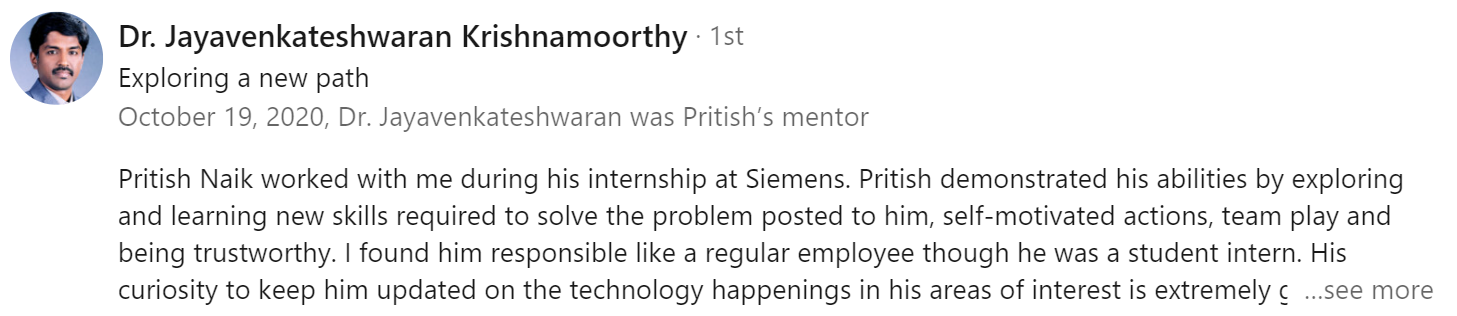 Dr. Jayavenkateshwaran Krishnamoorthy · 1st
Exploring a new path
October 19, 2020, Dr. Jayavenkateshwaran was Pritish’s mentor
Pritish Naik worked with me during his internship at Siemens. Pritish demonstrated his abilities by exploring
and learning new skills required to solve the problem posted to him, self-motivated actions, team play and
being trustworthy. I found him responsible like a regular employee though he was a student intern. His
curiosity to keep him updated on the technology happenings in his areas of interest is extremely ...see more